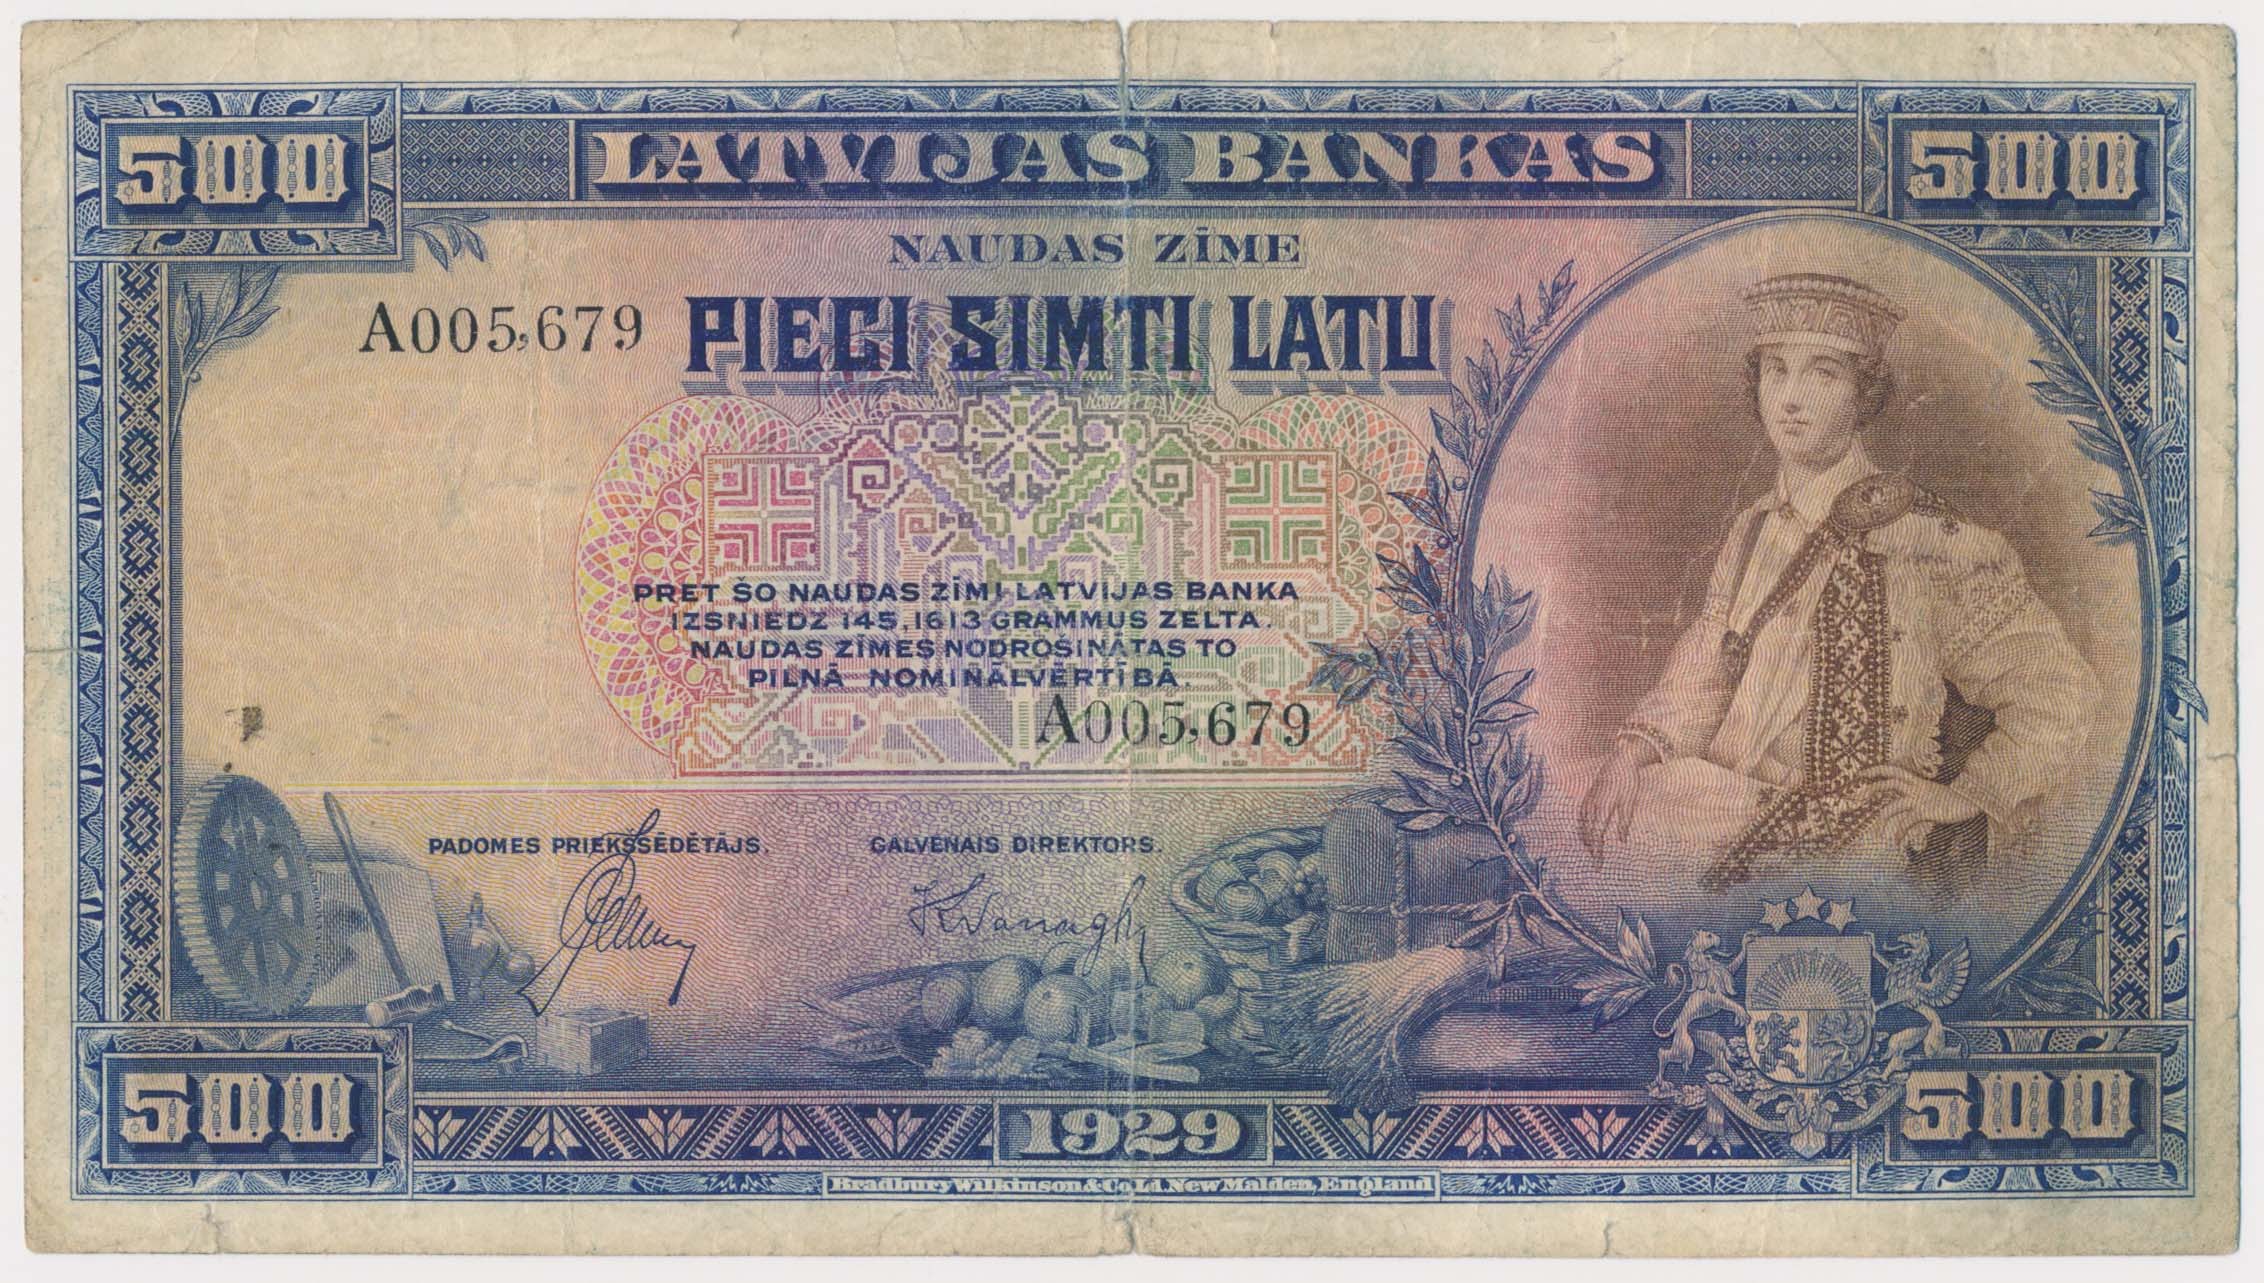 500 LATVIJAS BANKAS 500
NAUDAS ZĪME
A005,679 PIECI SIMTI LATU
PRET ŠO NAUDAS ZĪMI LATVIJAS BANKA
IZSNIEDZ 145,1613 GRAMMUS ZELTA.
NAUDAS ZĪMES NODROŠINĀTAS TO
PILNĀ NOMINĀLVĒRTĪBĀ.
A005,679
PADOMES PRIEKŠSĒDĒTĀJS. GALVENAIS DIREKTORS.
500 1929 500
Bradbury Wilkinson & Co Ld. New Malden, England